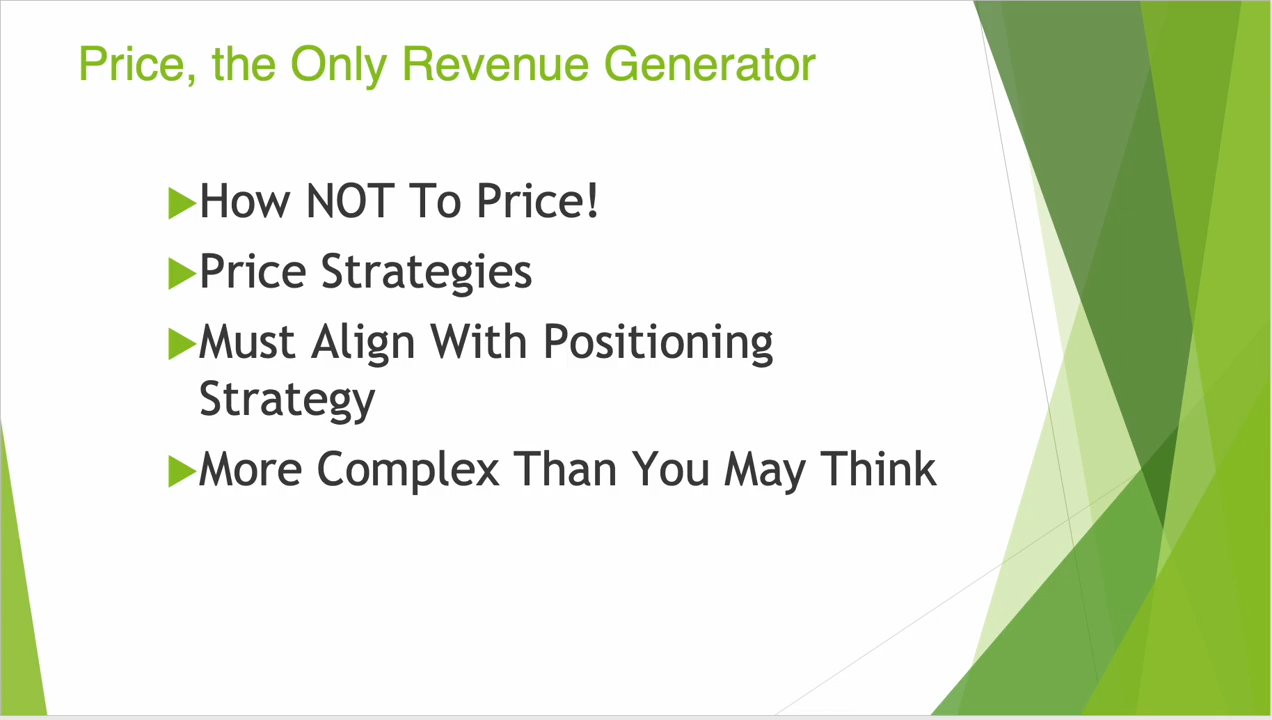 Price, the Only Revenue Generator
How NOT To Price!
Price Strategies
Must Align With Positioning
Strategy
More Complex Than You May Think